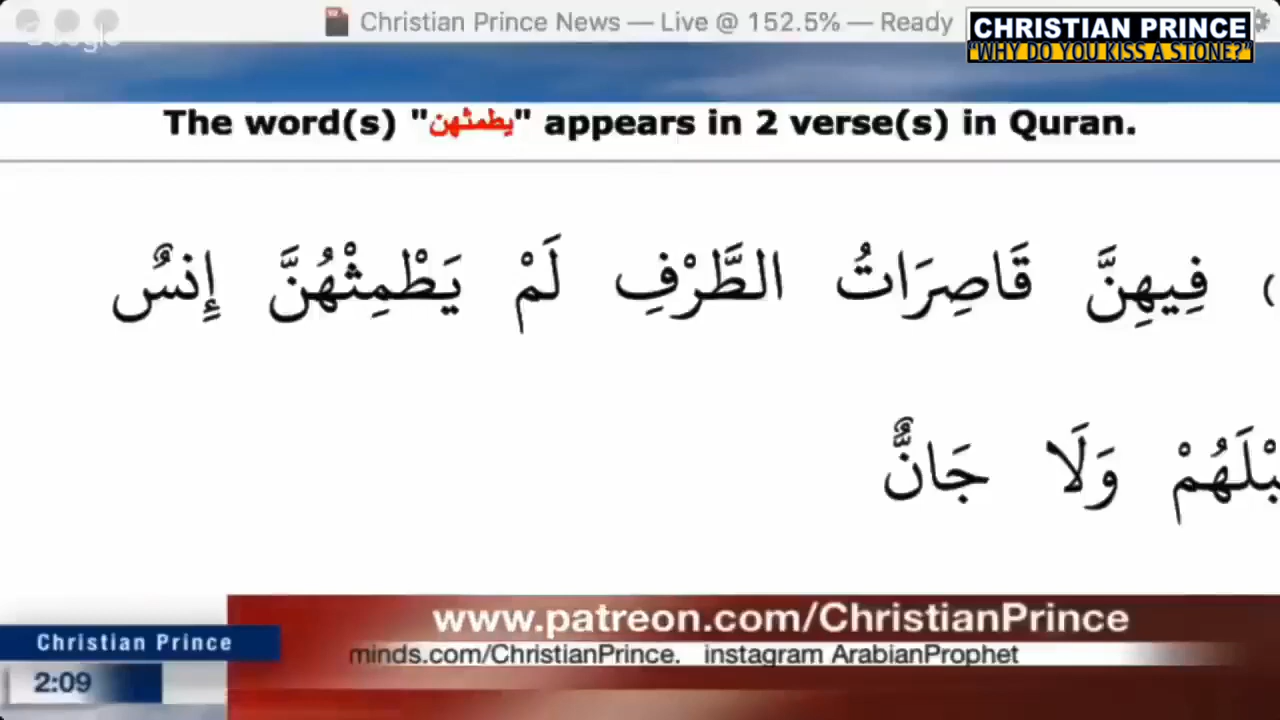 Christian Prince News — Live @ 152.5% — Ready
Google
CHRISTIAN PRINCE
"WHY DO YOU KISS A STONE?"
The word(s) "يطمثهن" appears in 2 verse(s) in Quran.
) فِيهِنَّ قَاصِرَاتُ الطَّرْفِ لَمْ يَطْمِثْهُنَّ إِنسٌ
بْلَهُمْ وَلَا جَانٌّ
www.patreon.com/ChristianPrince
Christian Prince
minds.com/ChristianPrince. instagram ArabianProphet
2:09